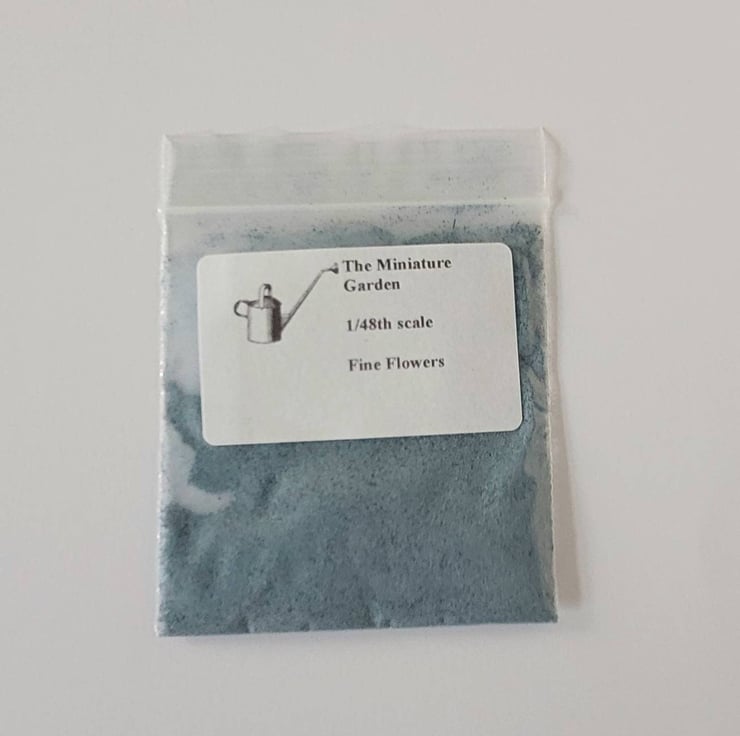 The Miniature
Garden
1/48th scale
Fine Flowers